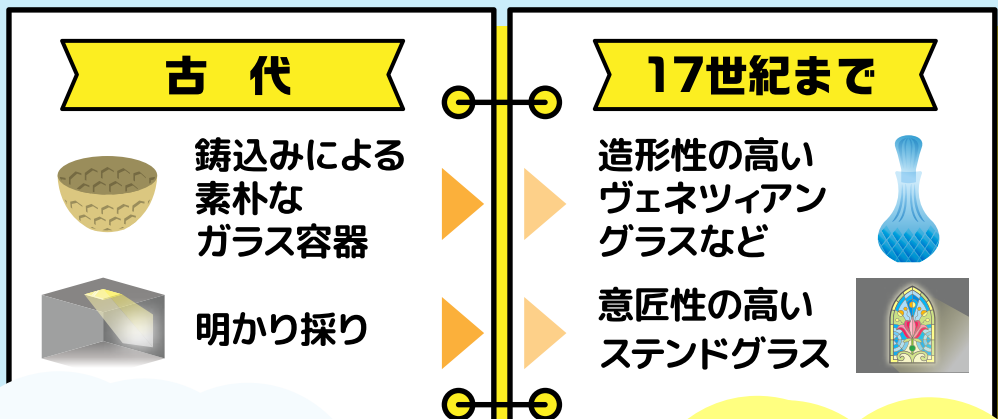 古　代
鋳込みによる
素朴な
ガラス容器
明かり採り
17世紀まで
造形性の高い
ヴェネツィアン
グラスなど
意匠性の高い
ステンドグラス